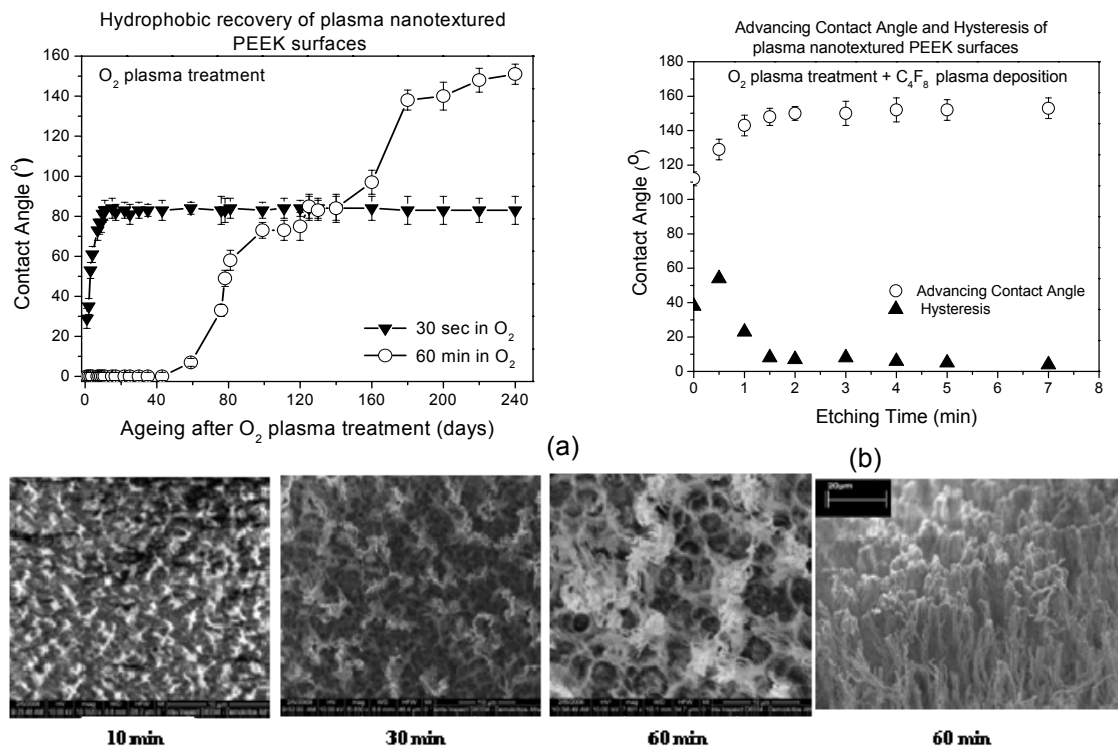 Hydrophobic recovery of plasma nanotextured
PEEK surfaces
O2 plasma treatment
Contact Angle (°)
160
140
120
100
80
60
40
20
0
30 sec in O2
60 min in O2
0 40 80 120 160 200 240
Ageing after O2 plasma treatment (days)
Advancing Contact Angle and Hysteresis of
plasma nanotextured PEEK surfaces
O2 plasma treatment + C4F8 plasma deposition
Contact Angle (O)
200
180
160
140
120
100
80
60
40
20
0
Advancing Contact Angle
Hysteresis
0 1 2 3 4 5 6 7 8
Etching Time (min)
(a)
(b)
20μm
10 min
30 min
60 min
60 min